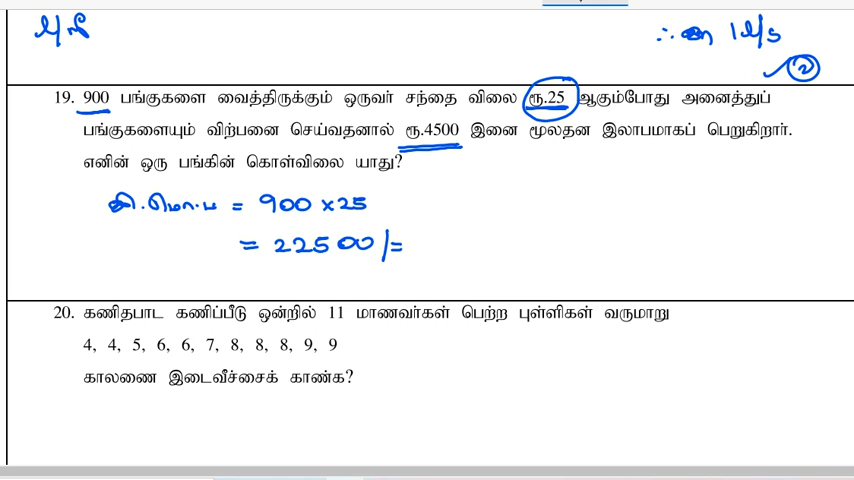 ∴ 1 மீ/s
②
19. 900 பங்குகளை வைத்திருக்கும் ஒருவர் சந்தை விலை ரூ.25 ஆகும்போது அனைத்துப்
பங்குகளையும் விற்பனை செய்வதனால் ரூ.4500 இனை மூலதன இலாபமாகப் பெறுகிறார்.
எனின் ஒரு பங்கின் கொள்விலை யாது?
கி.மொ.ப = 900 × 25
= 22500/=
20. கணிதபாட கணிப்பீடு ஒன்றில் 11 மாணவர்கள் பெற்ற புள்ளிகள் வருமாறு
4, 4, 5, 6, 6, 7, 8, 8, 8, 9, 9
காலணை இடைவீச்சைக் காண்க?